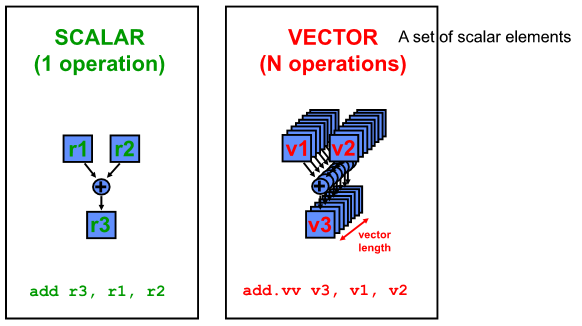 SCALAR
(1 operation)
r1 r2
+
r3
add r3, r1, r2
VECTOR
(N operations)
A set of scalar elements
v1 v2
+
v3
vector
length
add.vv v3, v1, v2